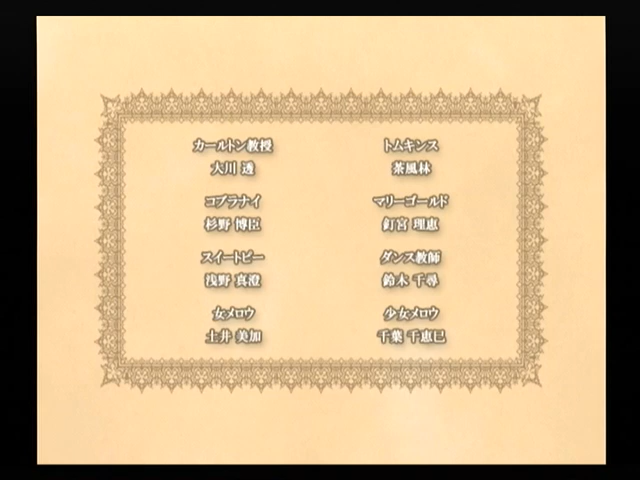 カールトン教授
大川 透
トムキンス
茶風林
コブラナイ
杉野 博臣
マリーゴールド
釘宮 理恵
スイートピー
浅野 真澄
ダンス教師
鈴木 千尋
女メロウ
土井 美加
少女メロウ
千葉 千恵巳